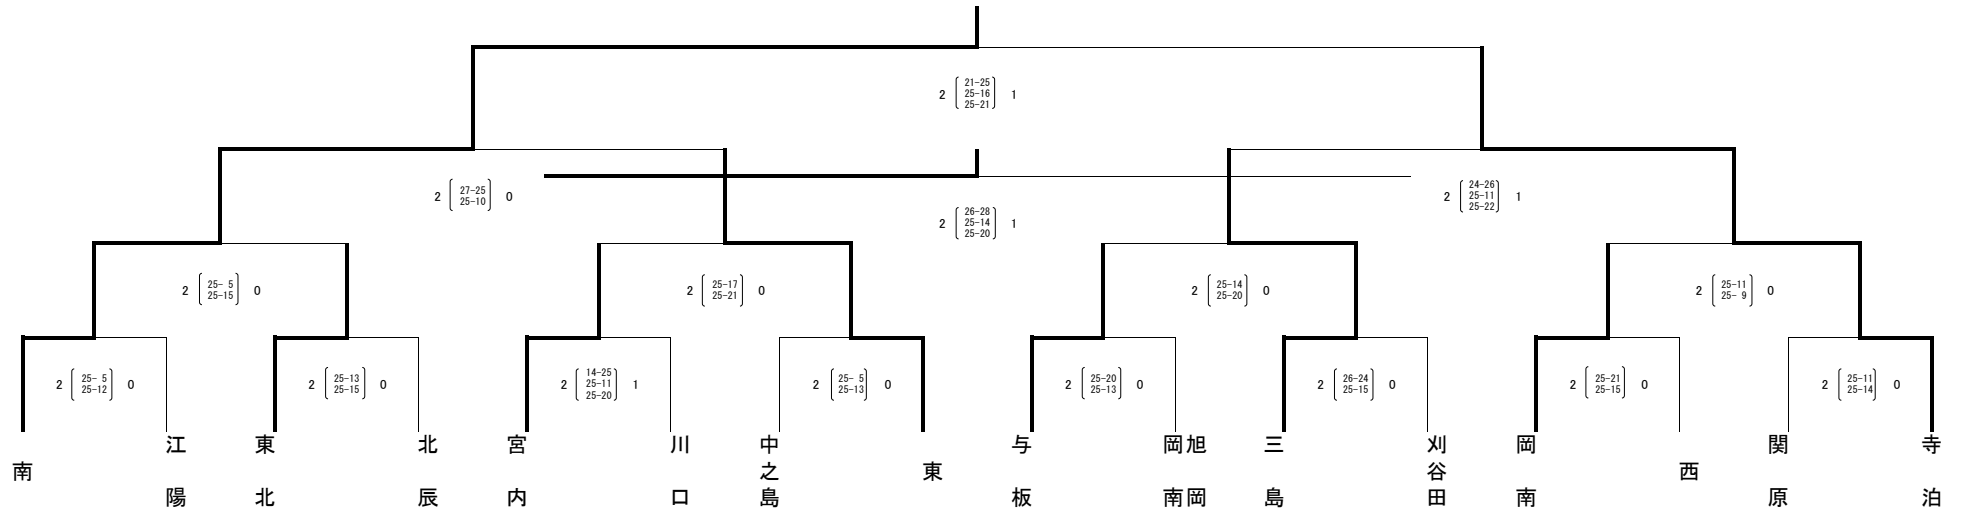 21-25
2 25-16 1
25-21
27-25
2 25-10 0
24-26
2 25-11 1
25-22
26-28
2 25-14 1
25-20
2 25- 5 0
25-15
2 25-17 0
25-21
2 25-14 0
25-20
2 25-11 0
25- 9
2 25- 5 0
25-12
2 25-13 0
25-15
14-25
2 25-11 1
25-20
2 25- 5 0
25-13
2 25-20 0
25-13
2 26-24 0
25-15
2 25-21 0
25-15
2 25-11 0
25-14
南
江陽
東北
北辰
宮内
川口
中之島
東
与板
岡南
旭岡
三島
刈谷田
岡南
西
関原
寺泊